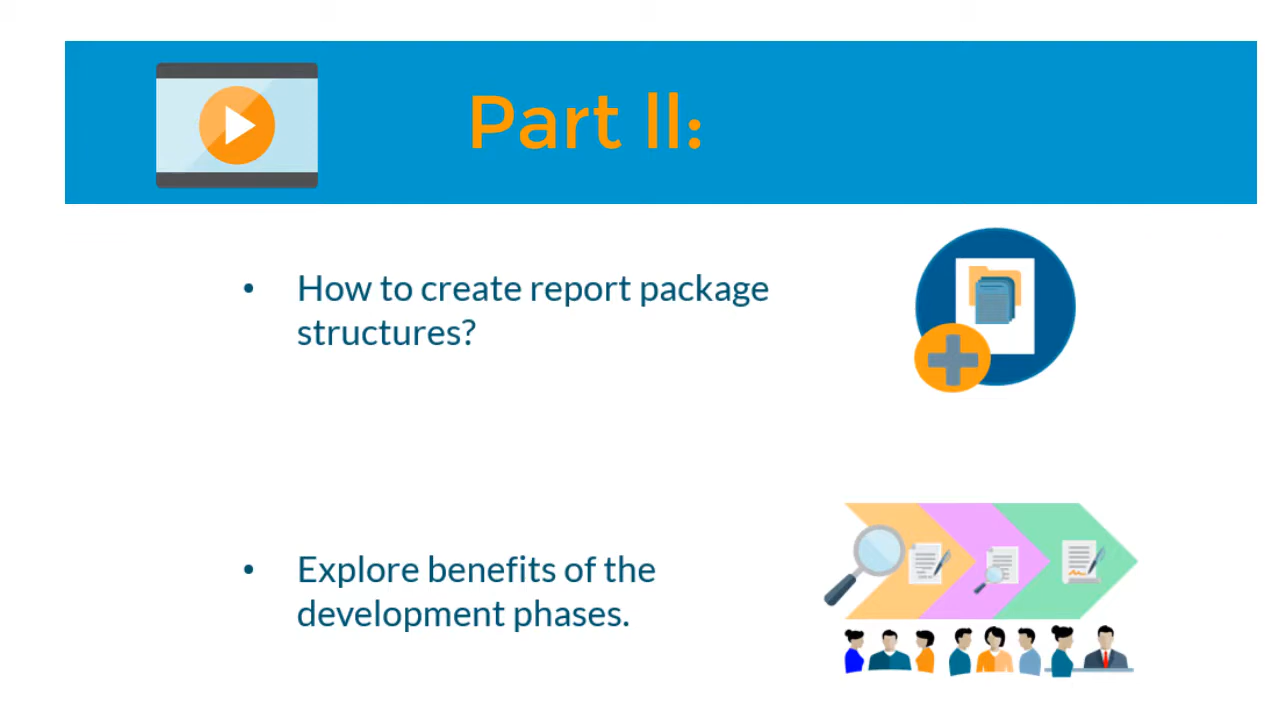 Part II:
• How to create report package
structures?
• Explore benefits of the
development phases.